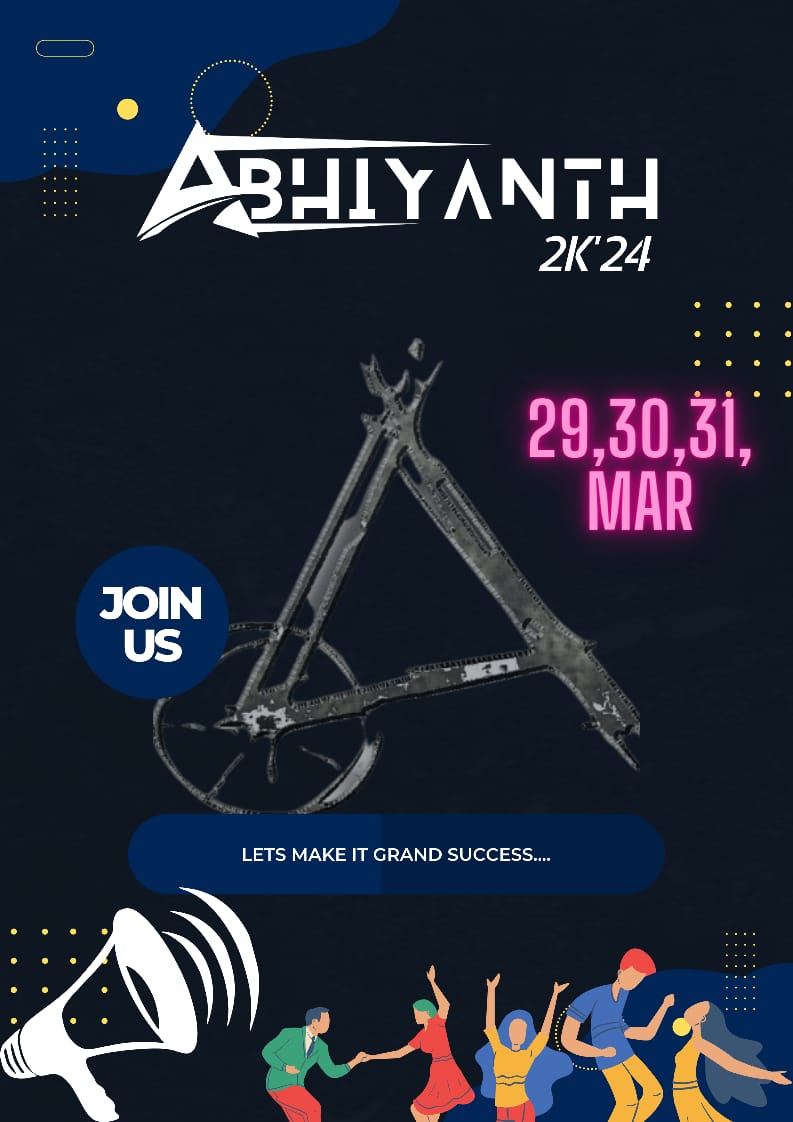 ABHIYANTH
2K'24
29,30,31,
MAR
JOIN
US
LETS MAKE IT GRAND SUCCESS....